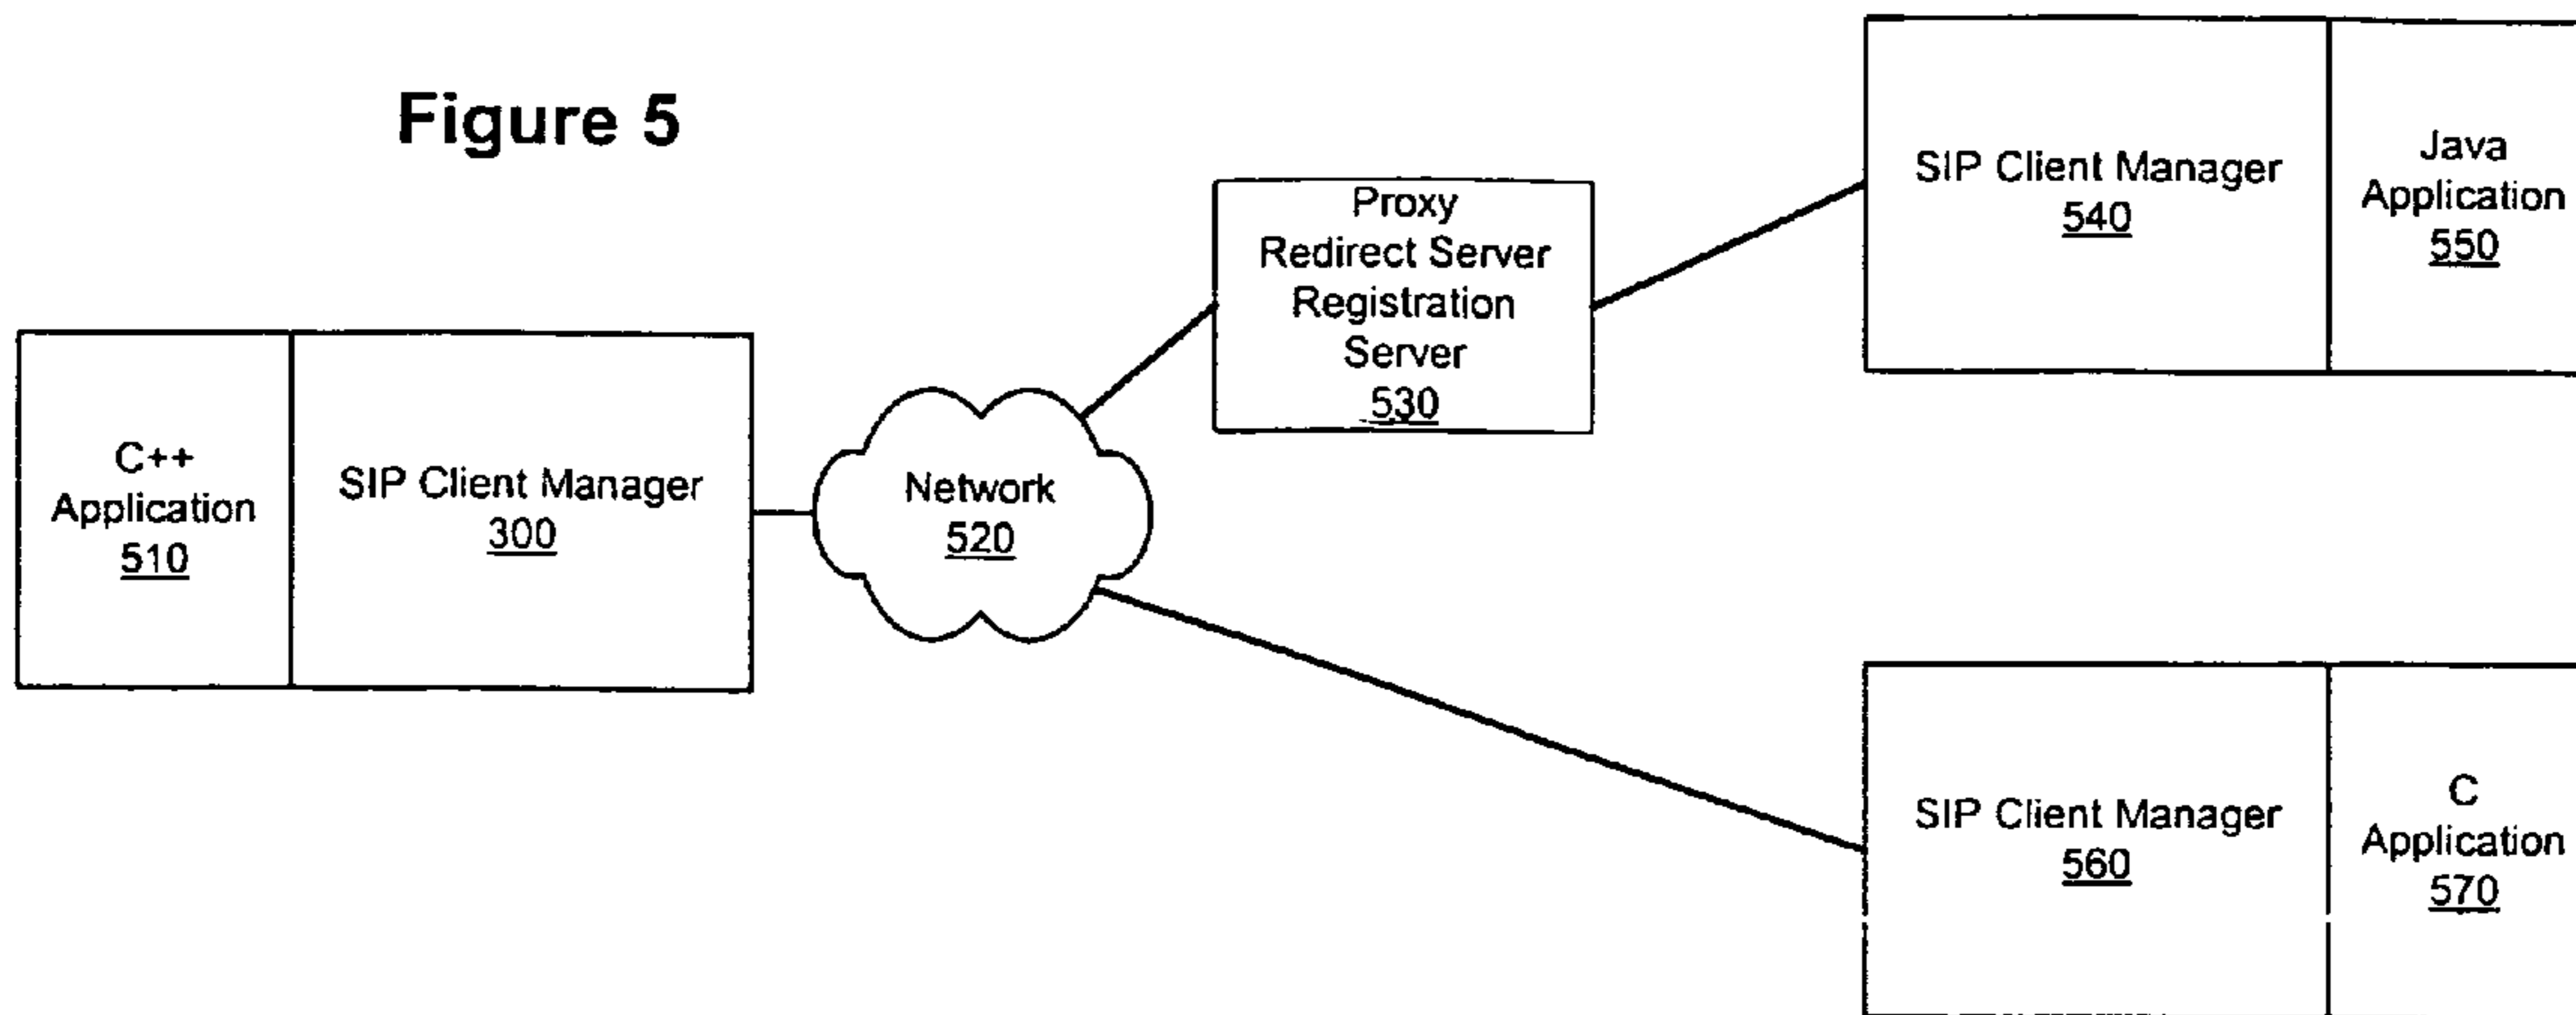 Figure 5
C++
Application
510
SIP Client Manager
300
Network
520
Proxy
Redirect Server
Registration
Server
530
SIP Client Manager
540
Java
Application
550
SIP Client Manager
560
C
Application
570